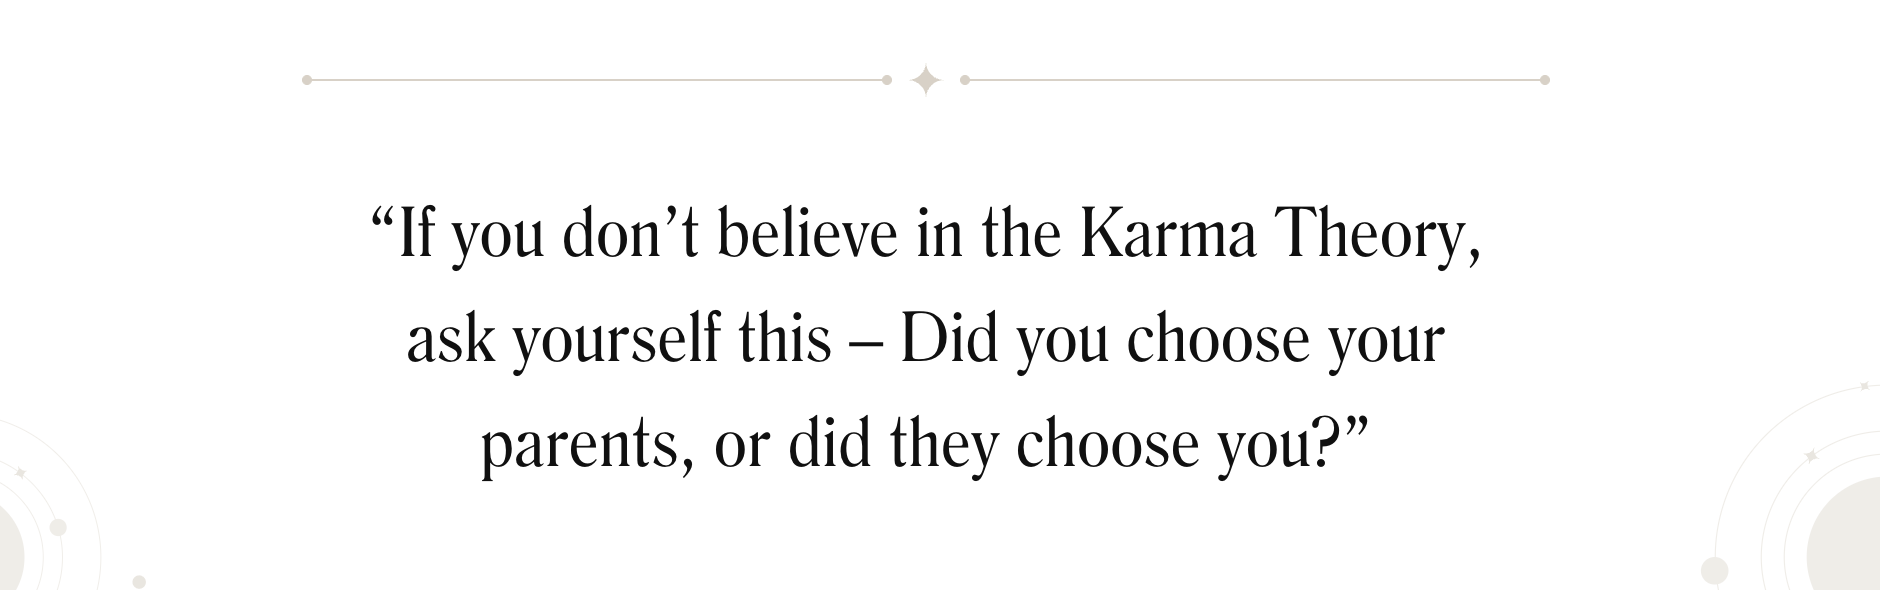 “If you don’t believe in the Karma Theory,
ask yourself this – Did you choose your
parents, or did they choose you?”